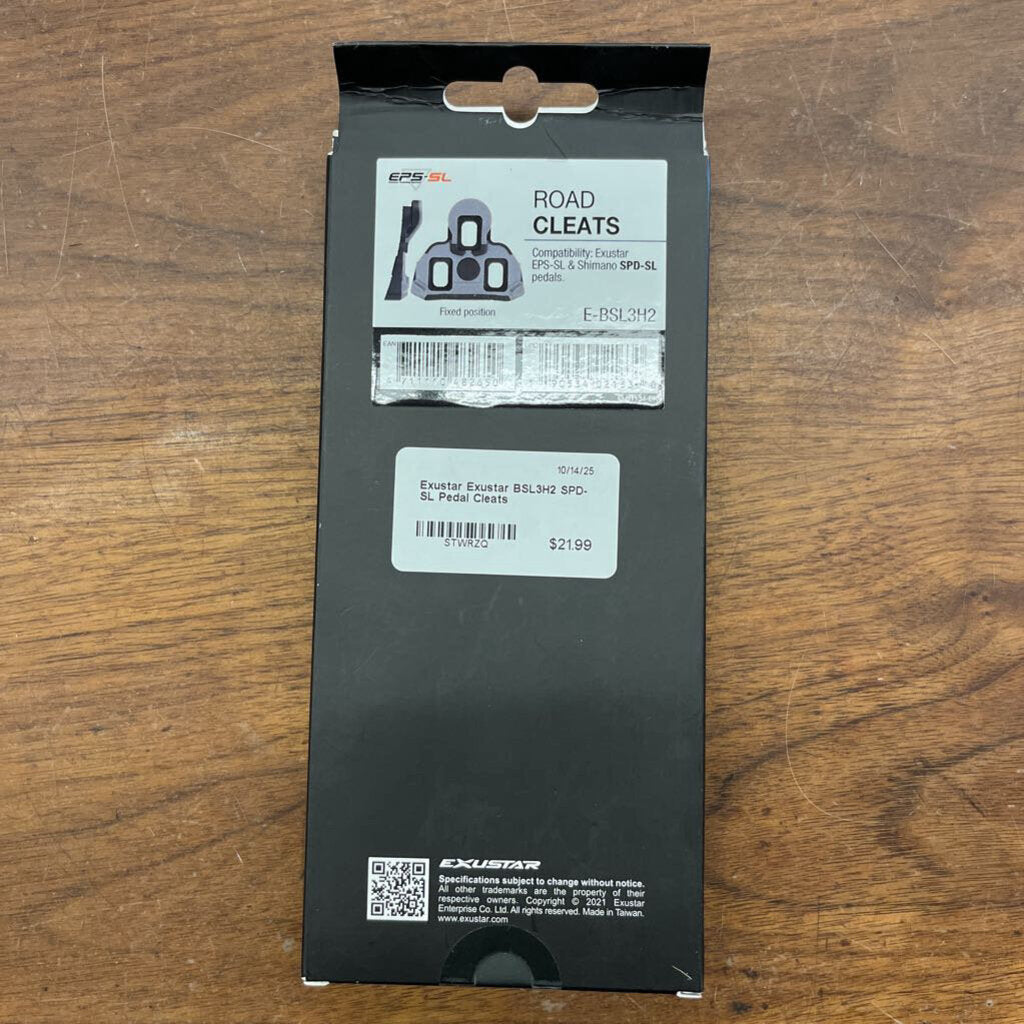 EPS-SL
ROAD
CLEATS
Compatibility: Exustar
EPS-SL & Shimano SPD-SL
pedals.
Fixed position
E-BSL3H2
10/14/25
Exustar Exustar BSL3H2 SPD-
SL Pedal Cleats
STWRZQ
$21.99
EXUSTAR
Specifications subject to change without notice.
All other trademarks are the property of their
respective owners. Copyright © 2021 Exustar
Enterprise Co. Ltd. All rights reserved. Made in Taiwan.
www.exustar.com